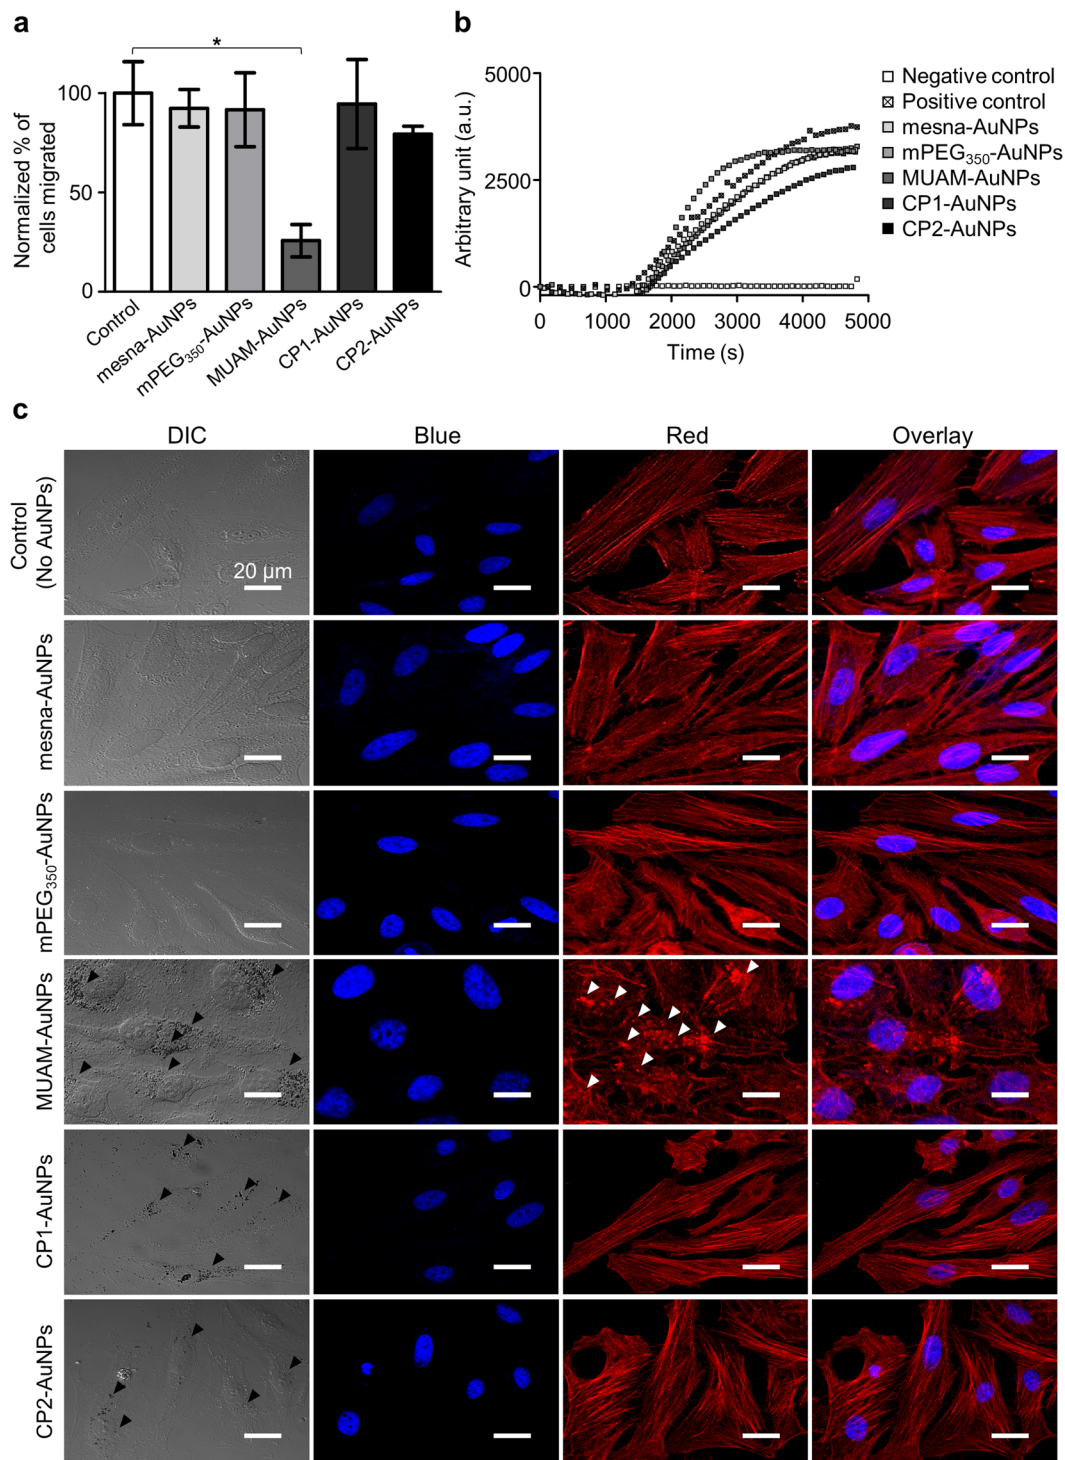 a
*
Normalized % of
cells migrated
100
50
0
Control
mesna-AuNPs
mPEG350-AuNPs
MUAM-AuNPs
CP1-AuNPs
CP2-AuNPs
b
Arbitrary unit (a.u.)
5000
2500
0
0 1000 2000 3000 4000 5000
Time (s)
Negative control
Positive control
mesna-AuNPs
mPEG350-AuNPs
MUAM-AuNPs
CP1-AuNPs
CP2-AuNPs
c
DIC Blue Red Overlay
Control
(No AuNPs)
20 µm
mesna-AuNPs
mPEG350-AuNPs
MUAM-AuNPs
CP1-AuNPs
CP2-AuNPs